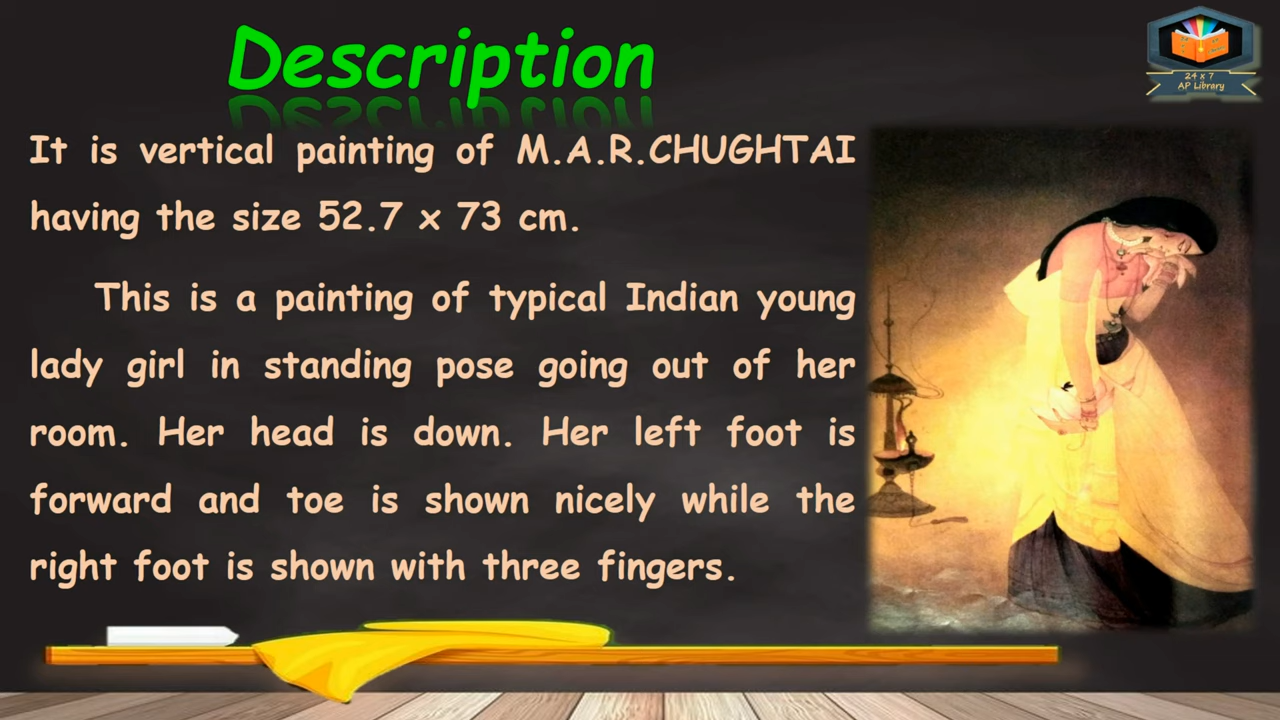 Description
24 x 7
AP Library
It is vertical painting of M.A.R.CHUGHTAI
having the size 52.7 x 73 cm.
This is a painting of typical Indian young
lady girl in standing pose going out of her
room. Her head is down. Her left foot is
forward and toe is shown nicely while the
right foot is shown with three fingers.